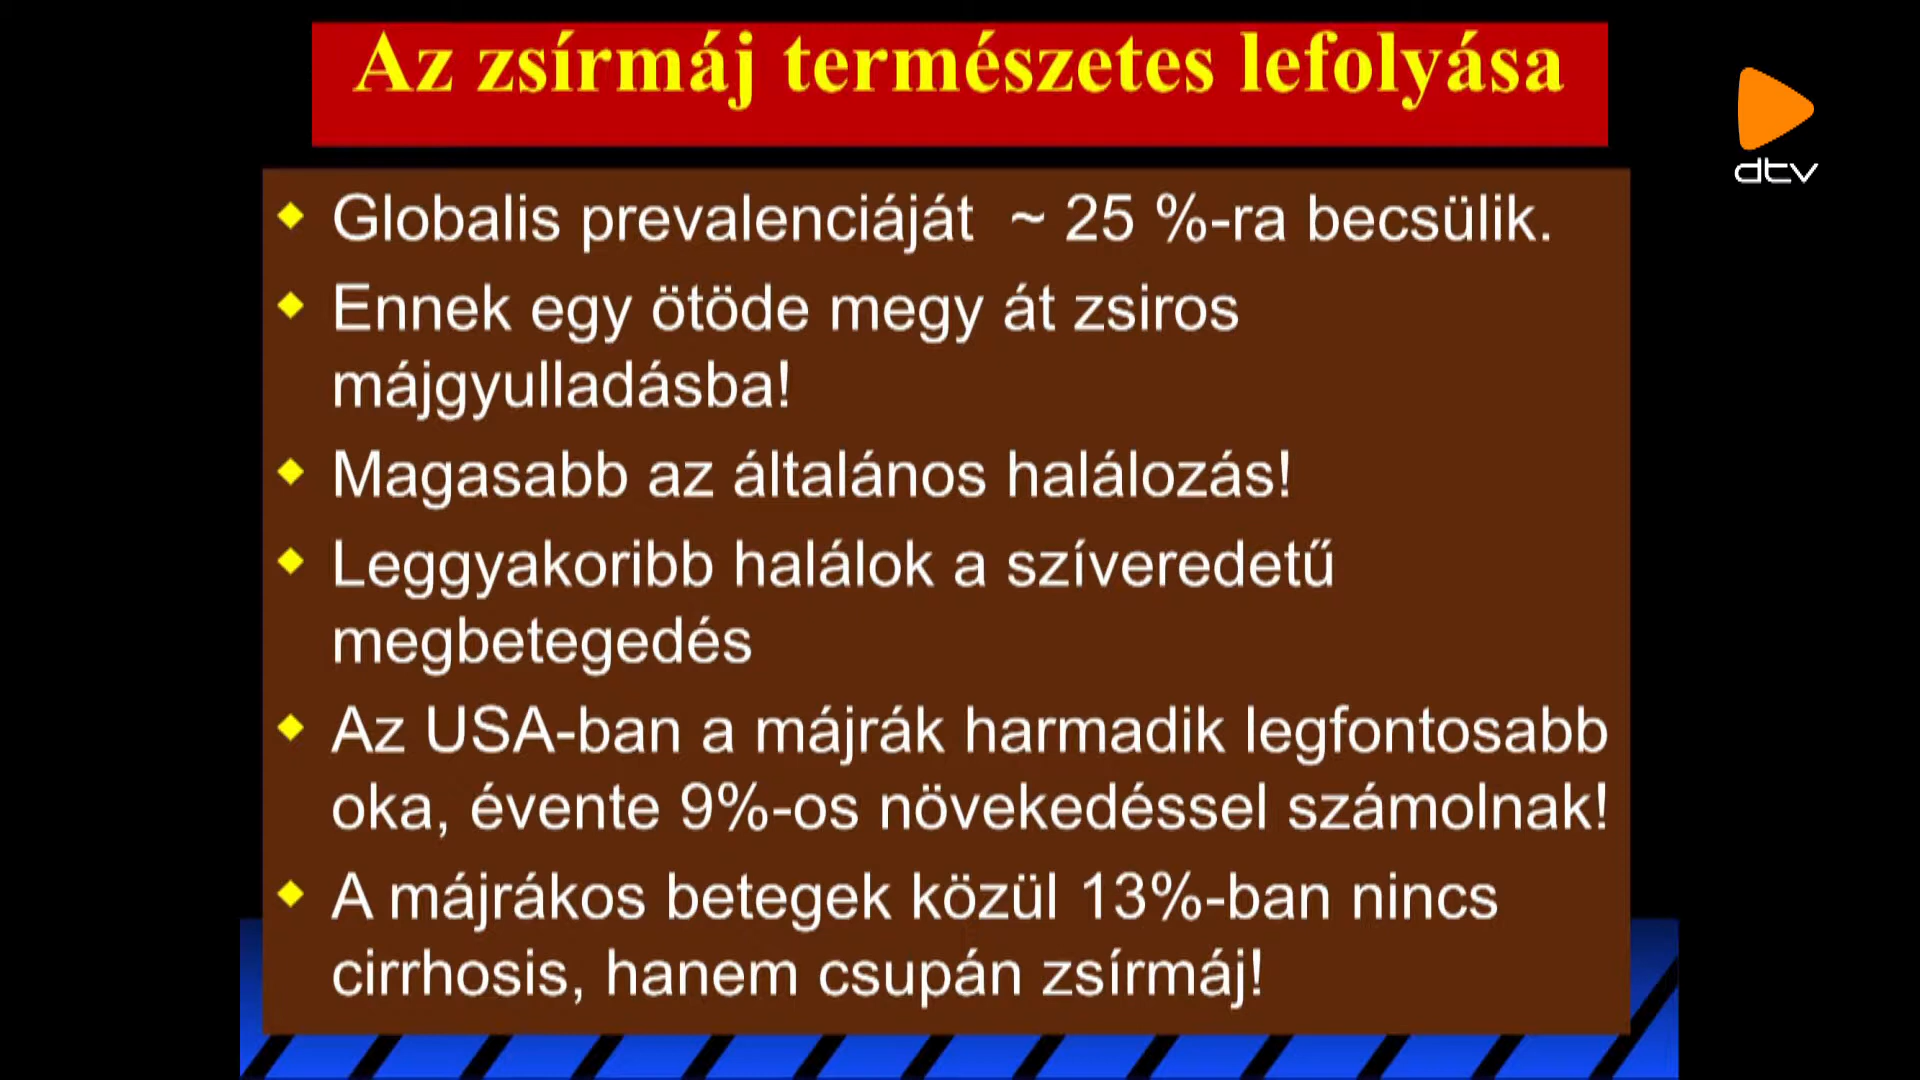 Az zsírmáj természetes lefolyása
dtv
Globalis prevalenciáját ~ 25 %-ra becsülik.
Ennek egy ötöde megy át zsiros
májgyulladásba!
Magasabb az általános halálozás!
Leggyakoribb halálok a szíveredetű
megbetegedés
Az USA-ban a májrák harmadik legfontosabb
oka, évente 9%-os növekedéssel számolnak!
A májrákos betegek közül 13%-ban nincs
cirrhosis, hanem csupán zsírmáj!